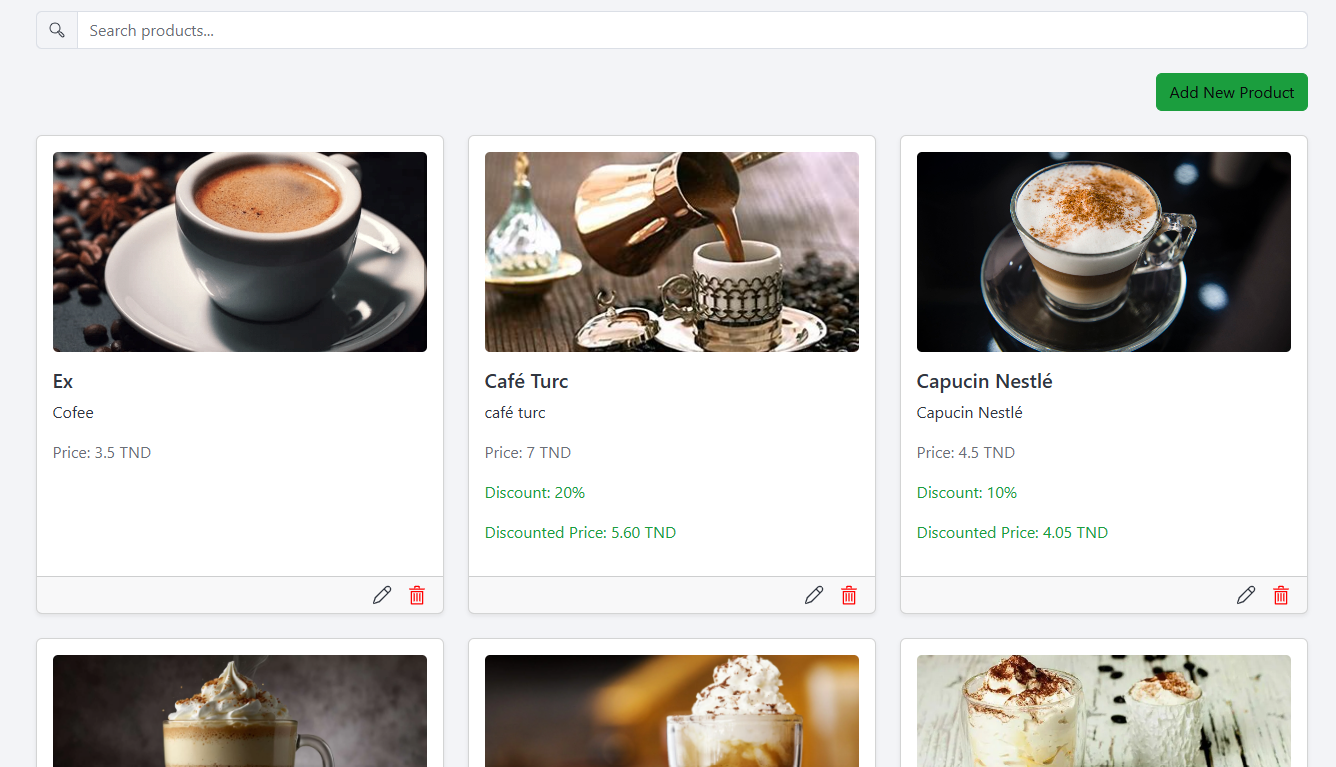 Search products...
Add New Product
Ex
Cofee
Price: 3.5 TND
Café Turc
café turc
Price: 7 TND
Discount: 20%
Discounted Price: 5.60 TND
Capucin Nestlé
Capucin Nestlé
Price: 4.5 TND
Discount: 10%
Discounted Price: 4.05 TND